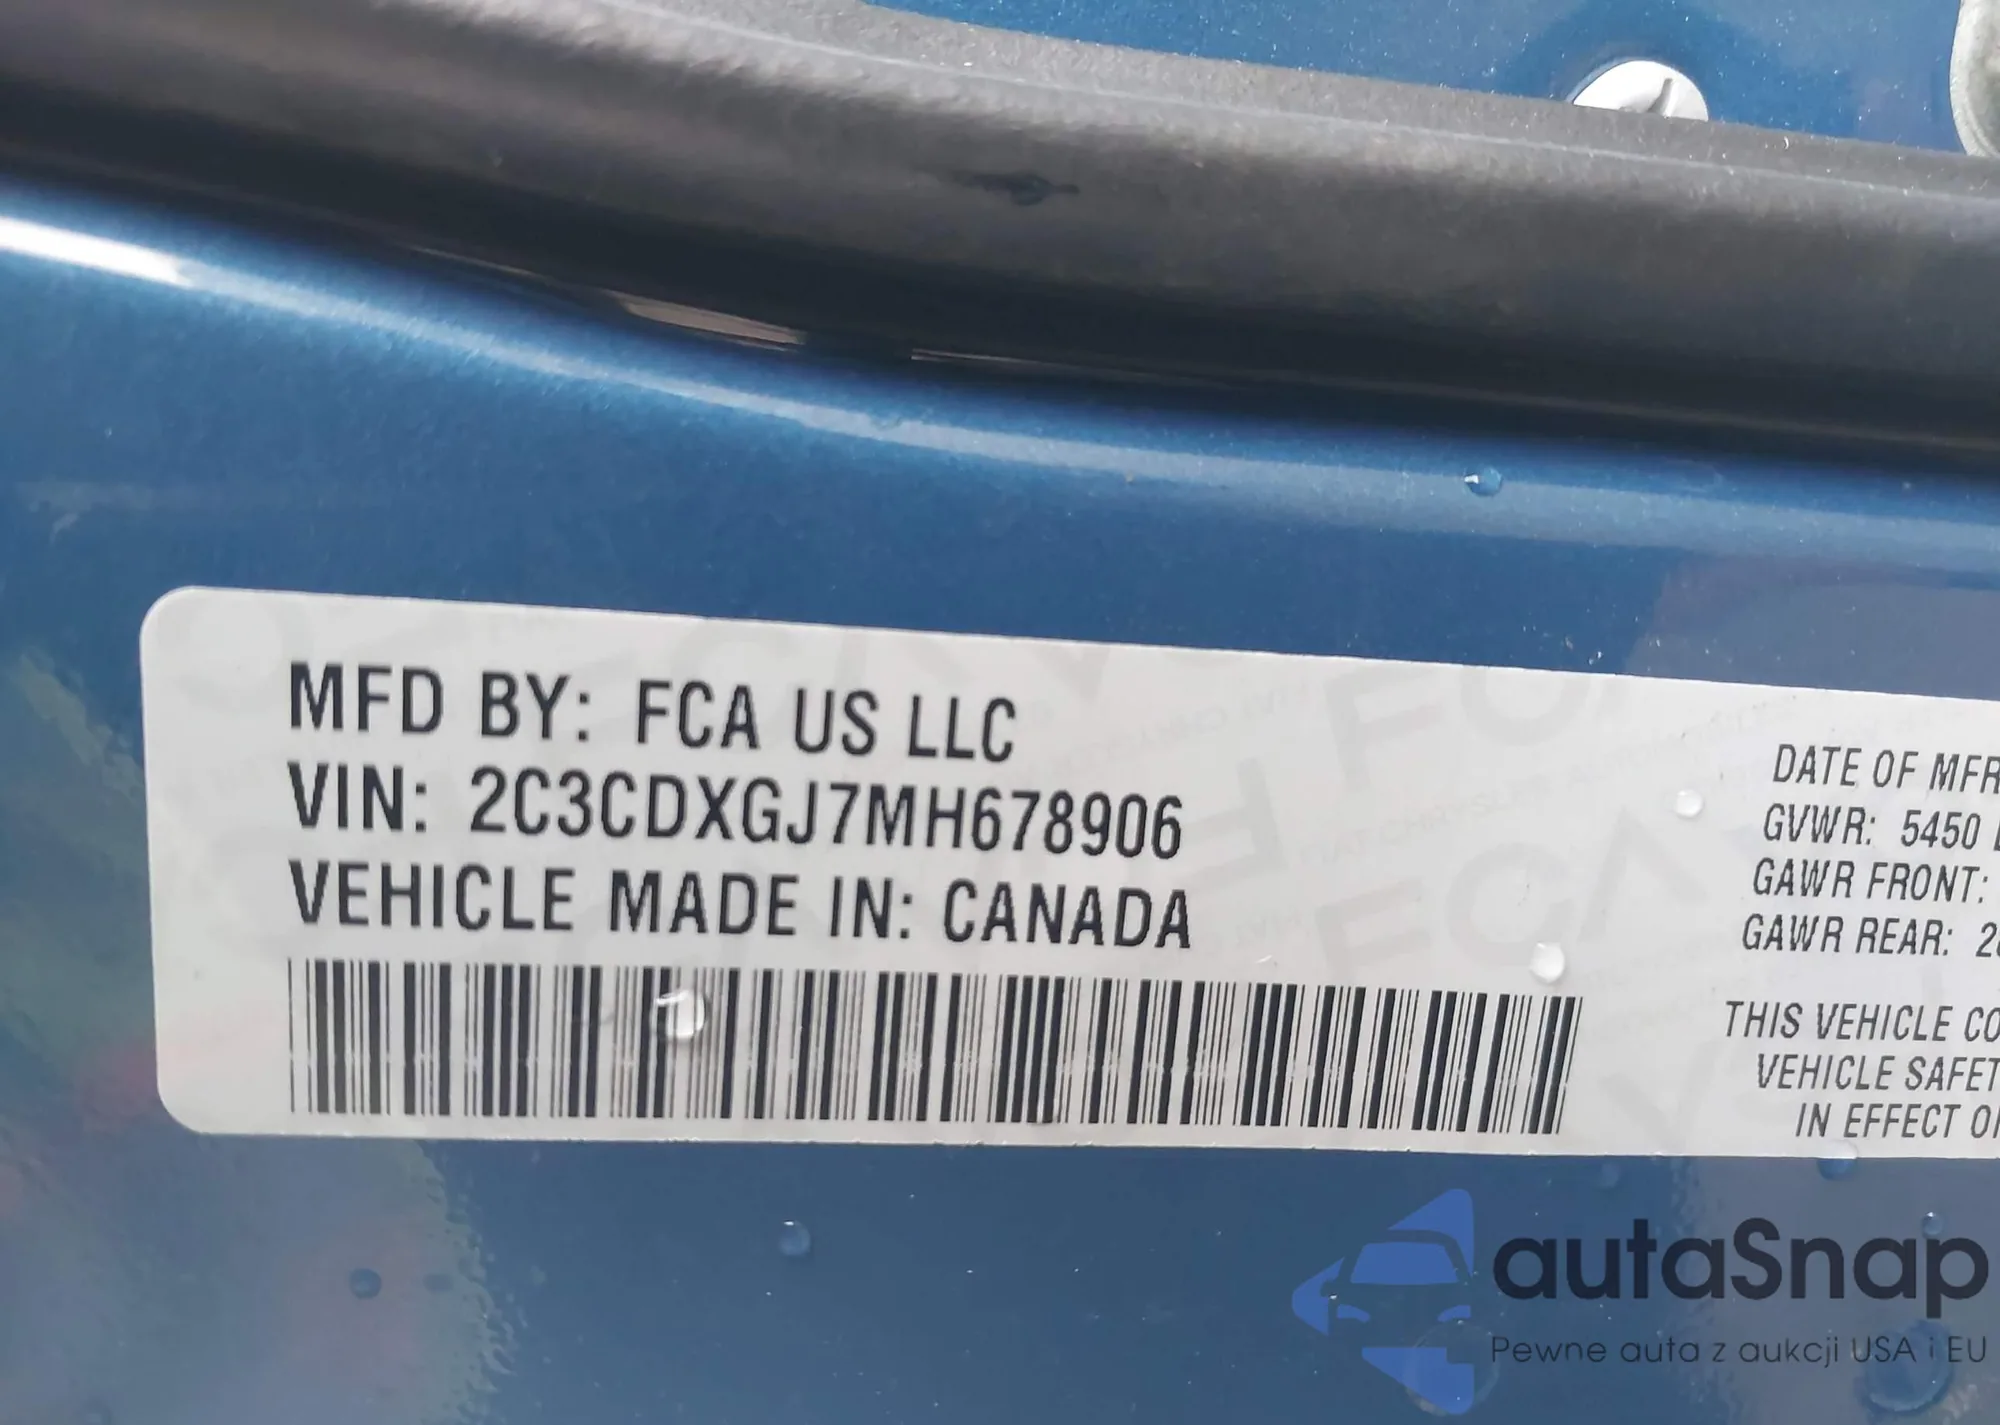 MFD BY: FCA US LLC
VIN: 2C3CDXGJ7MH678906
VEHICLE MADE IN: CANADA
DATE OF MFR
GVWR: 5450
GAWR FRONT:
GAWR REAR:
THIS VEHICLE
VEHICLE
IN EFFECT
autaSnap
Pewne auta z aukcji USA i EU